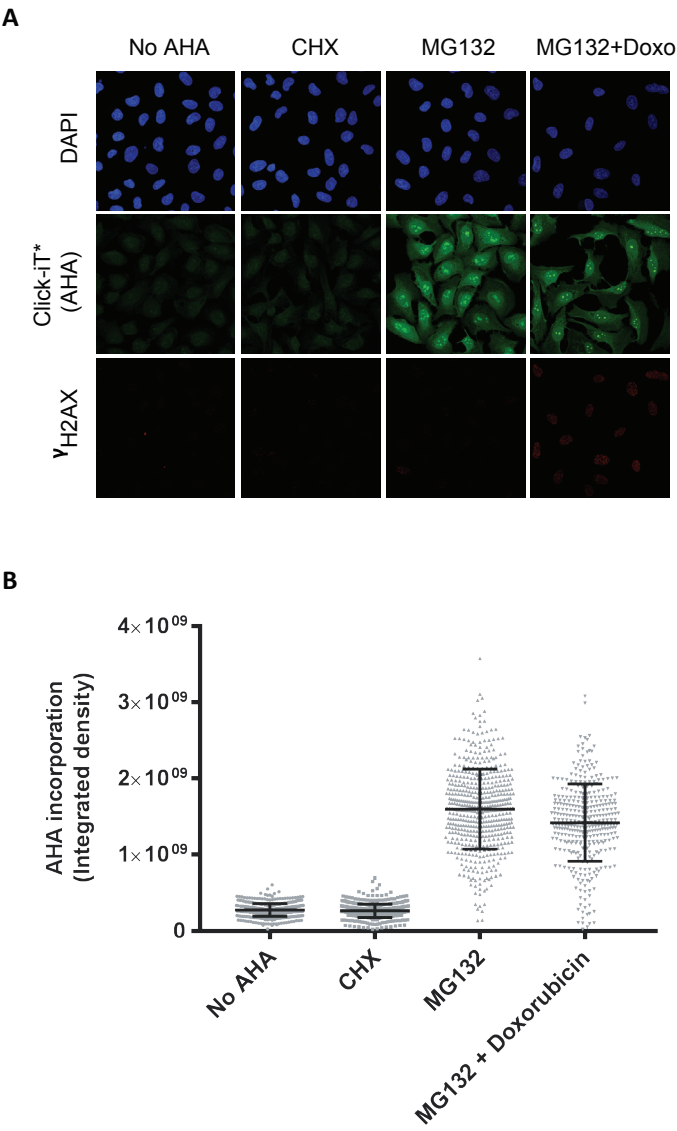 A
No AHA CHX MG132 MG132+Doxo
DAPI
Click-iT*
(AHA)
γH2AX
B
4×10⁰⁹
3×10⁰⁹
2×10⁰⁹
1×10⁰⁹
0
AHA incorporation
(Integrated density)
No AHA
CHX
MG132
MG132 + Doxorubicin